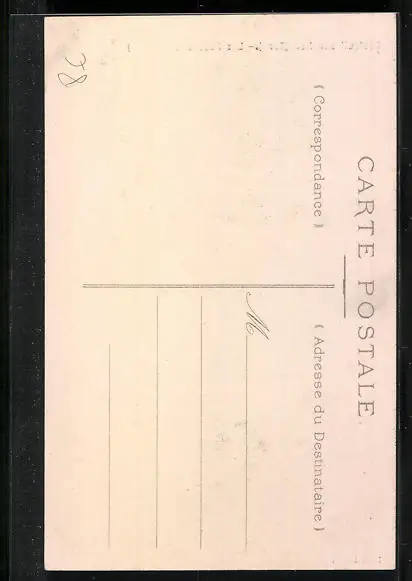 CARTE POSTALE.
( Correspondance )
( Adresse du Destinataire )
M